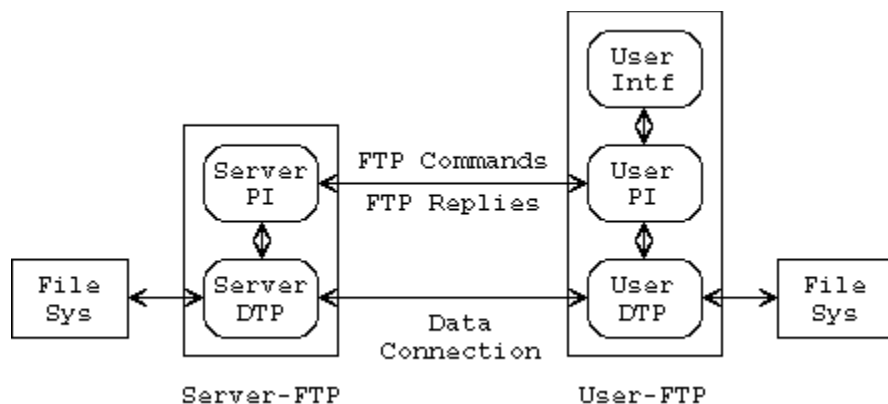 User
Intf
FTP Commands
Server
PI
User
PI
FTP Replies
File
Sys
Server
DTP
User
DTP
File
Sys
Data
Connection
Server-FTP
User-FTP